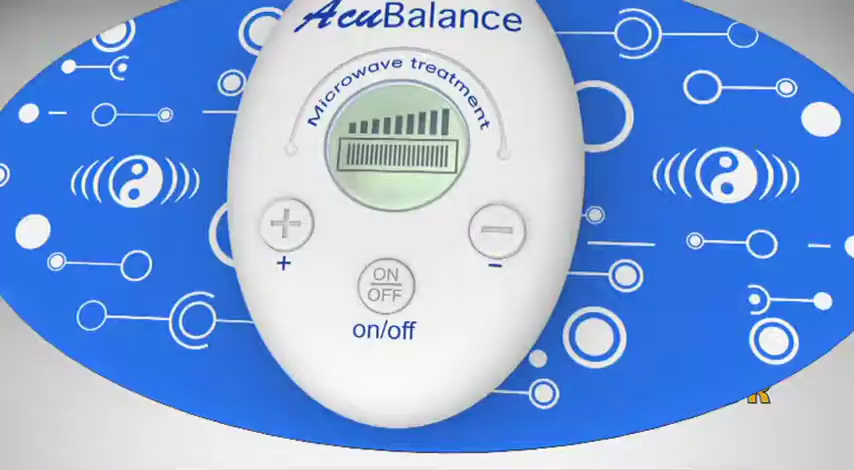 AcuBalance
Microwave treatment
+
-
ON
OFF
on/off
R